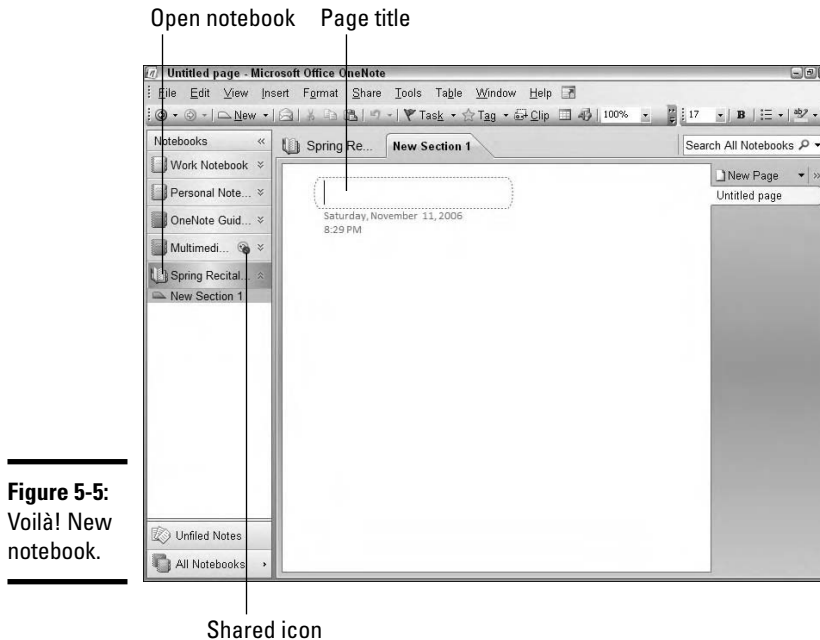 Open notebook Page title
Untitled page - Microsoft Office OneNote
File Edit View Insert Format Share Tools Table Window Help
New Task Tag Clip 100% 17 B
Notebooks « Spring Re... New Section 1 Search All Notebooks
Work Notebook
Personal Note...
OneNote Guid...
Multimedi...
Spring Recital...
New Section 1
New Page »
Untitled page
Saturday, November 11, 2006
8:29 PM
Unfiled Notes
All Notebooks
Figure 5-5:
Voilà! New
notebook.
Shared icon